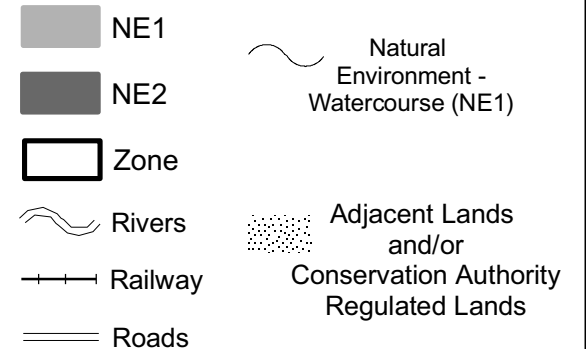 NE1
NE2
Zone
Rivers
Railway
Roads
Natural
Environment -
Watercourse (NE1)
Adjacent Lands
and/or
Conservation Authority
Regulated Lands